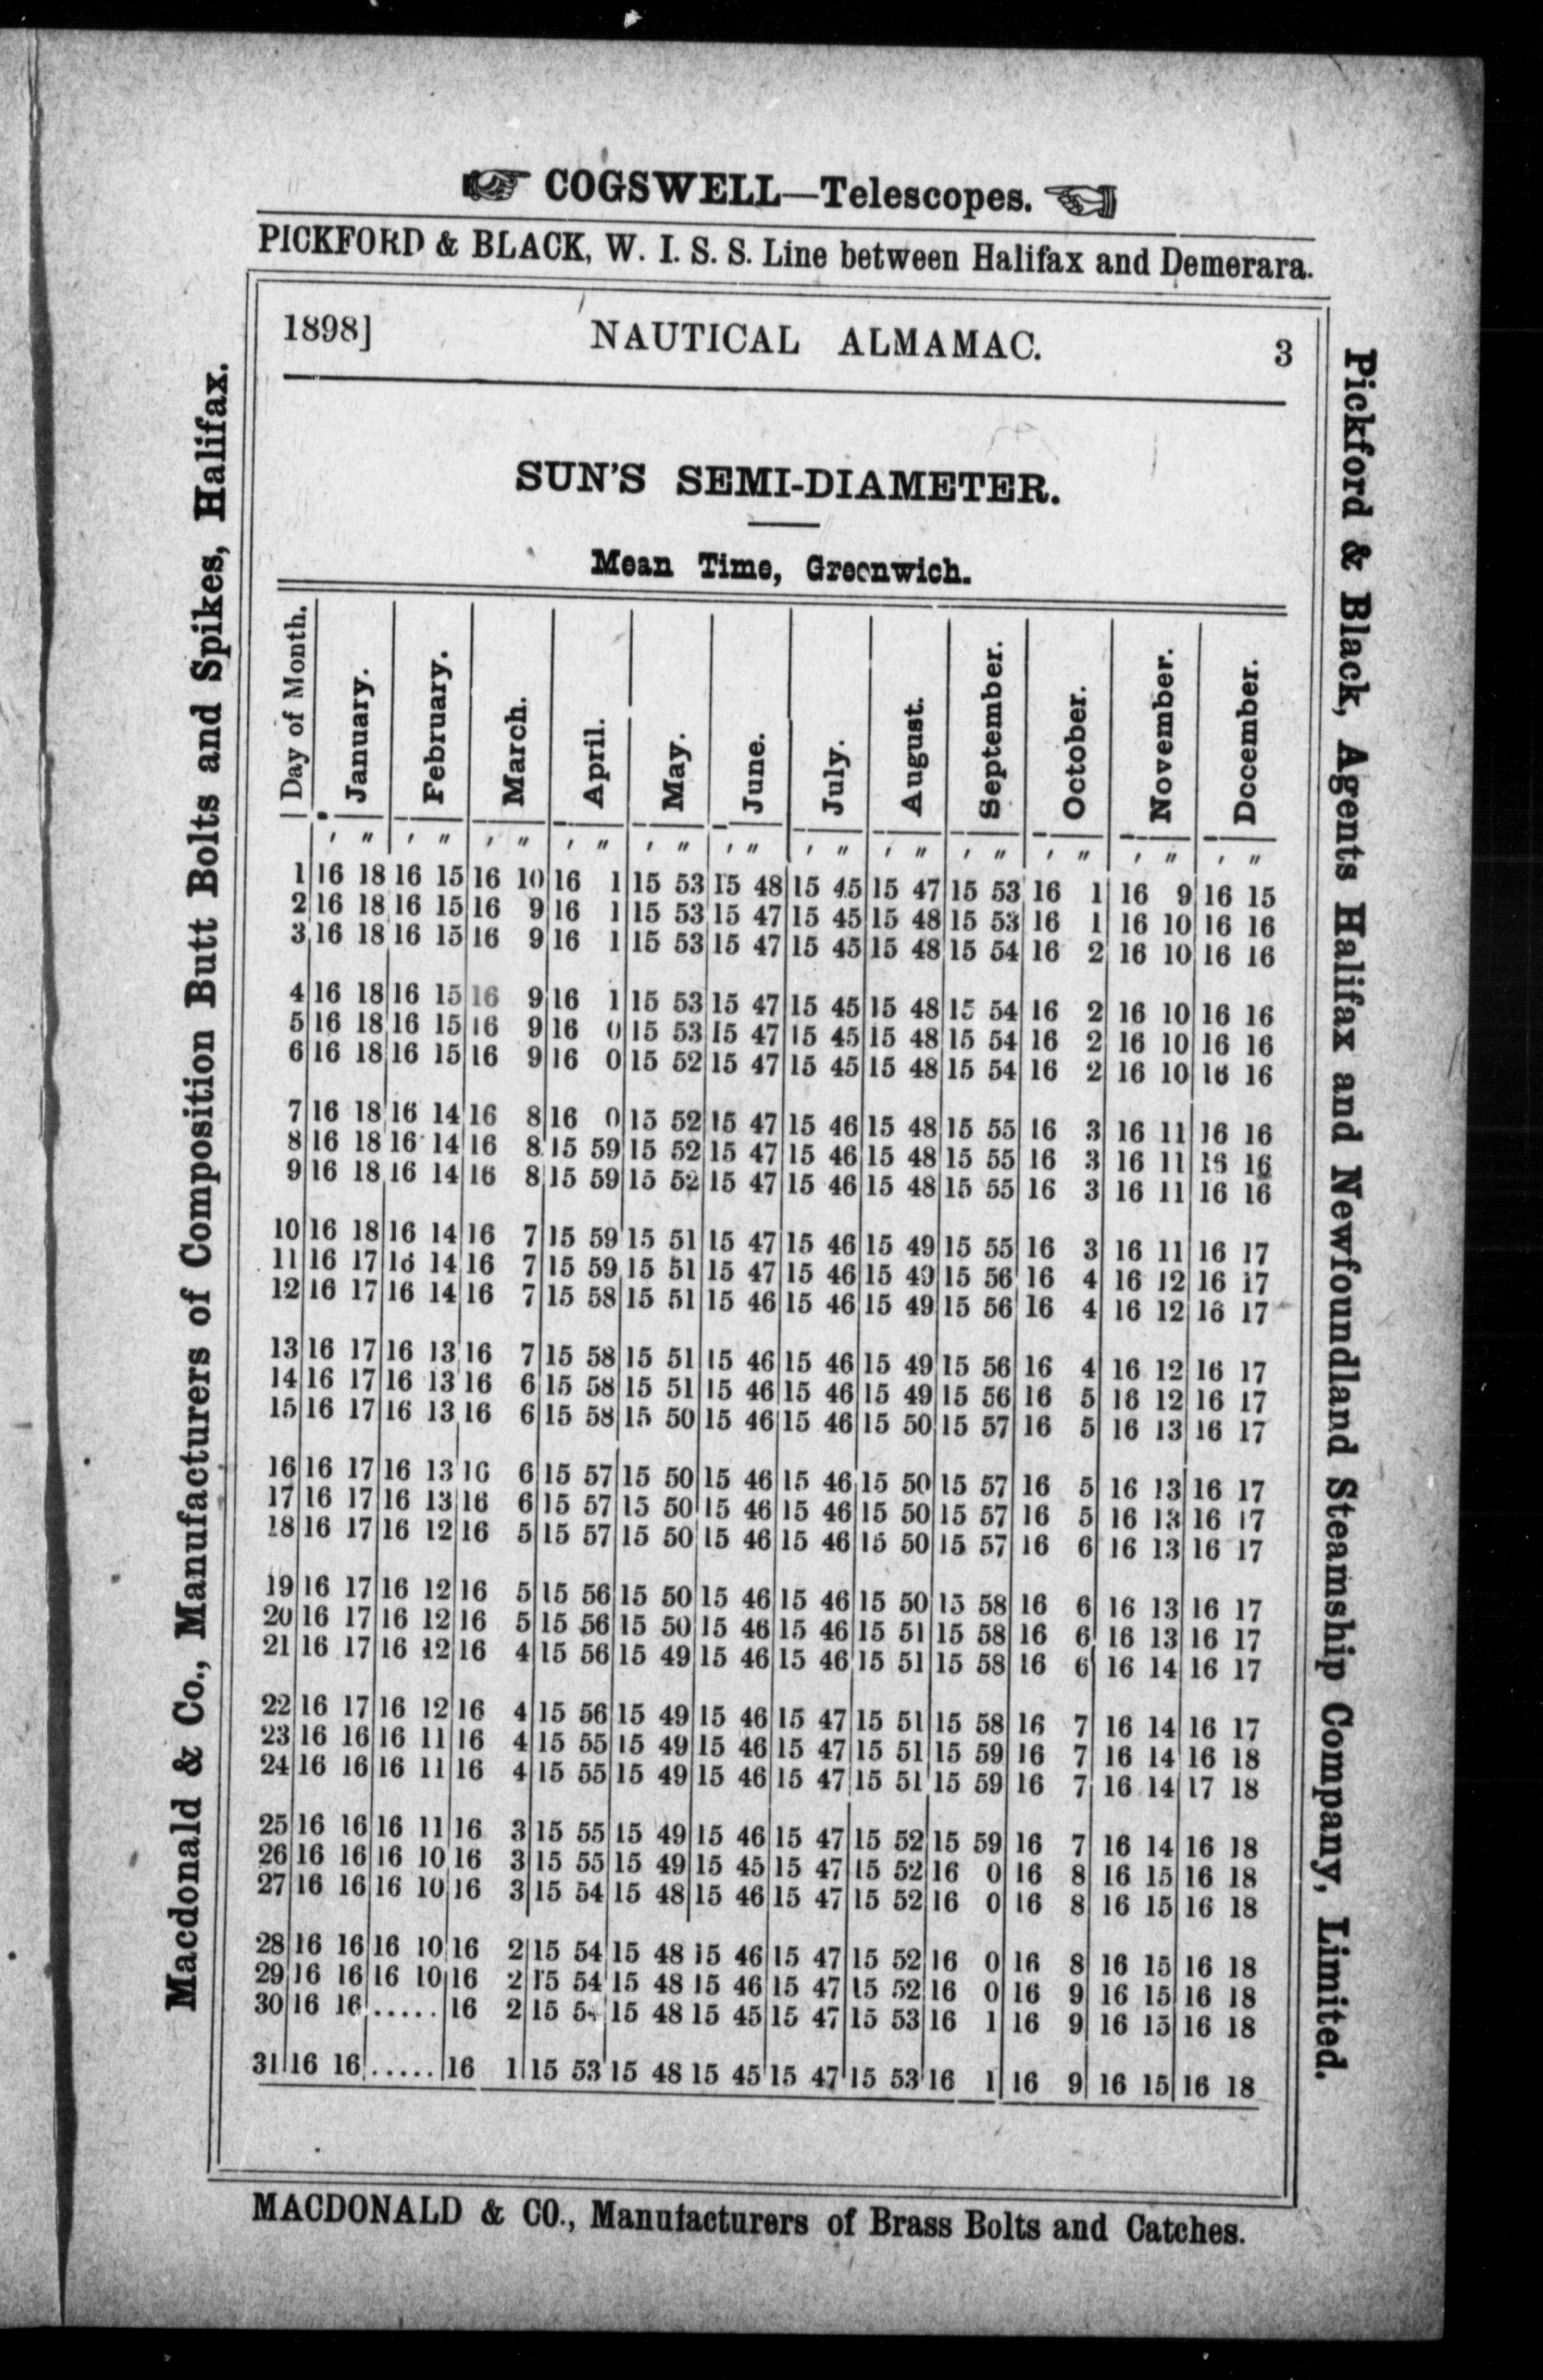 COGSWELL—Telescopes.
PICKFORD & BLACK, W. I. S. S. Line between Halifax and Demerara.
1898] NAUTICAL ALMAMAC. 3
SUN'S SEMI-DIAMETER.
Mean Time, Greenwich.
Day of Month. January. February. March. April. May. June. July. August. September. October. November. Dccember.
' " ' " ' " ' " ' " ' " ' " ' " ' " ' " ' " ' "
1 16 18 16 15 16 10 16 1 15 53 15 48 15 45 15 47 15 53 16 1 16 9 16 15
2 16 18 16 15 16 9 16 1 15 53 15 47 15 45 15 48 15 53 16 1 16 10 16 16
3 16 18 16 15 16 9 16 1 15 53 15 47 15 45 15 48 15 54 16 2 16 10 16 16
4 16 18 16 15 16 9 16 1 15 53 15 47 15 45 15 48 15 54 16 2 16 10 16 16
5 16 18 16 15 16 9 16 0 15 53 15 47 15 45 15 48 15 54 16 2 16 10 16 16
6 16 18 16 15 16 9 16 0 15 52 15 47 15 45 15 48 15 54 16 2 16 10 16 16
7 16 18 16 14 16 8 16 0 15 52 15 47 15 46 15 48 15 55 16 3 16 11 16 16
8 16 18 16 14 16 8 15 59 15 52 15 47 15 46 15 48 15 55 16 3 16 11 16 16
9 16 18 16 14 16 8 15 59 15 52 15 47 15 46 15 48 15 55 16 3 16 11 16 16
10 16 18 16 14 16 7 15 59 15 51 15 47 15 46 15 49 15 55 16 3 16 11 16 17
11 16 17 16 14 16 7 15 59 15 51 15 47 15 46 15 49 15 56 16 4 16 12 16 17
12 16 17 16 14 16 7 15 58 15 51 15 46 15 46 15 49 15 56 16 4 16 12 16 17
13 16 17 16 13 16 7 15 58 15 51 15 46 15 46 15 49 15 56 16 4 16 12 16 17
14 16 17 16 13 16 6 15 58 15 51 15 46 15 46 15 49 15 56 16 5 16 12 16 17
15 16 17 16 13 16 6 15 58 15 50 15 46 15 46 15 50 15 57 16 5 16 13 16 17
16 16 17 16 13 16 6 15 57 15 50 15 46 15 46 15 50 15 57 16 5 16 13 16 17
17 16 17 16 13 16 6 15 57 15 50 15 46 15 46 15 50 15 57 16 5 16 13 16 17
18 16 17 16 12 16 5 15 57 15 50 15 46 15 46 15 50 15 57 16 6 16 13 16 17
19 16 17 16 12 16 5 15 56 15 50 15 46 15 46 15 50 15 58 16 6 16 13 16 17
20 16 17 16 12 16 5 15 56 15 50 15 46 15 46 15 51 15 58 16 6 16 13 16 17
21 16 17 16 12 16 4 15 56 15 49 15 46 15 46 15 51 15 58 16 6 16 14 16 17
22 16 17 16 12 16 4 15 56 15 49 15 46 15 47 15 51 15 58 16 7 16 14 16 17
23 16 16 16 11 16 4 15 55 15 49 15 46 15 47 15 51 15 59 16 7 16 14 16 18
24 16 16 16 11 16 4 15 55 15 49 15 46 15 47 15 51 15 59 16 7 16 14 17 18
25 16 16 16 11 16 3 15 55 15 49 15 46 15 47 15 52 15 59 16 7 16 14 16 18
26 16 16 16 10 16 3 15 55 15 49 15 45 15 47 15 52 16 0 16 8 16 15 16 18
27 16 16 16 10 16 3 15 54 15 48 15 46 15 47 15 52 16 0 16 8 16 15 16 18
28 16 16 16 10 16 2 15 54 15 48 15 46 15 47 15 52 16 0 16 8 16 15 16 18
29 16 16 16 10 16 2 15 54 15 48 15 46 15 47 15 52 16 0 16 9 16 15 16 18
30 16 16 ..... 16 2 15 15 48 15 45 15 47 15 53 16 1 16 9 16 15 16 18
31 16 16 ..... 16 1 15 53 15 48 15 45 15 47 15 53 16 1 16 9 16 15 16 18
MACDONALD & CO., Manufacturers of Brass Bolts and Catches.
Macdonald & Co., Manufacturers of Composition Butt Bolts and Spikes, Halifax.
Pickford & Black, Agents Halifax and Newfoundland Steamship Company, Limited.